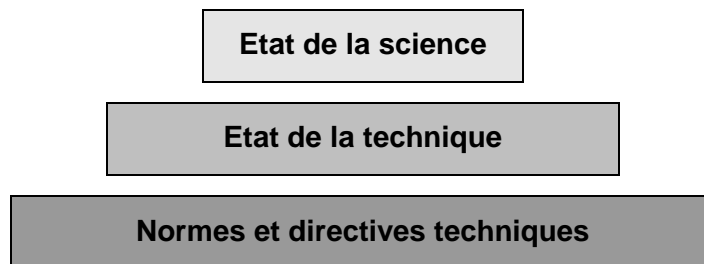 Etat de la science
Etat de la technique
Normes et directives techniques